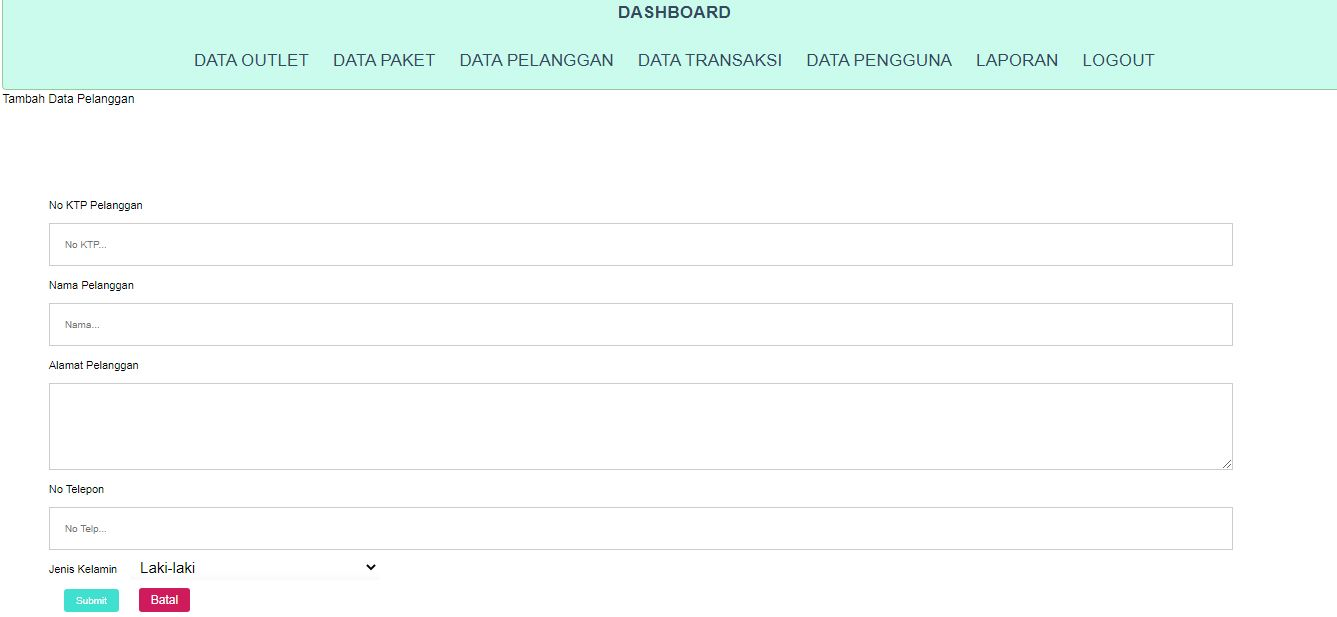 DASHBOARD
DATA OUTLET DATA PAKET DATA PELANGGAN DATA TRANSAKSI DATA PENGGUNA LAPORAN LOGOUT
Tambah Data Pelanggan
No KTP Pelanggan
No KTP...
Nama Pelanggan
Nama...
Alamat Pelanggan
No Telepon
No Telp...
Jenis Kelamin Laki-laki
Submit Batal